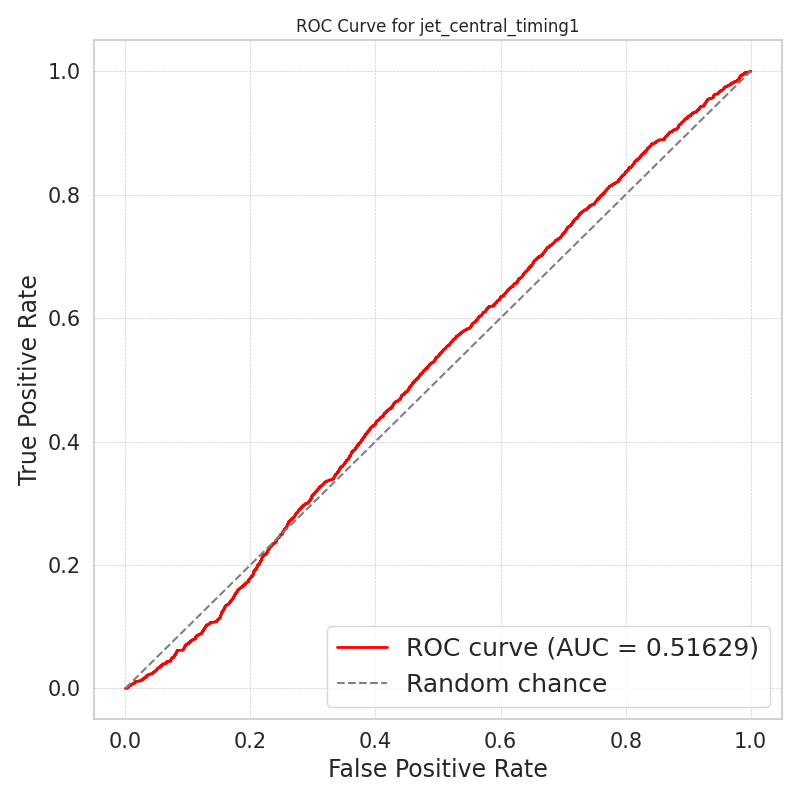 ROC Curve for jet_central_timing1
True Positive Rate
1.0
0.8
0.6
0.4
0.2
0.0
ROC curve (AUC = 0.51629)
Random chance
0.0 0.2 0.4 0.6 0.8 1.0
False Positive Rate